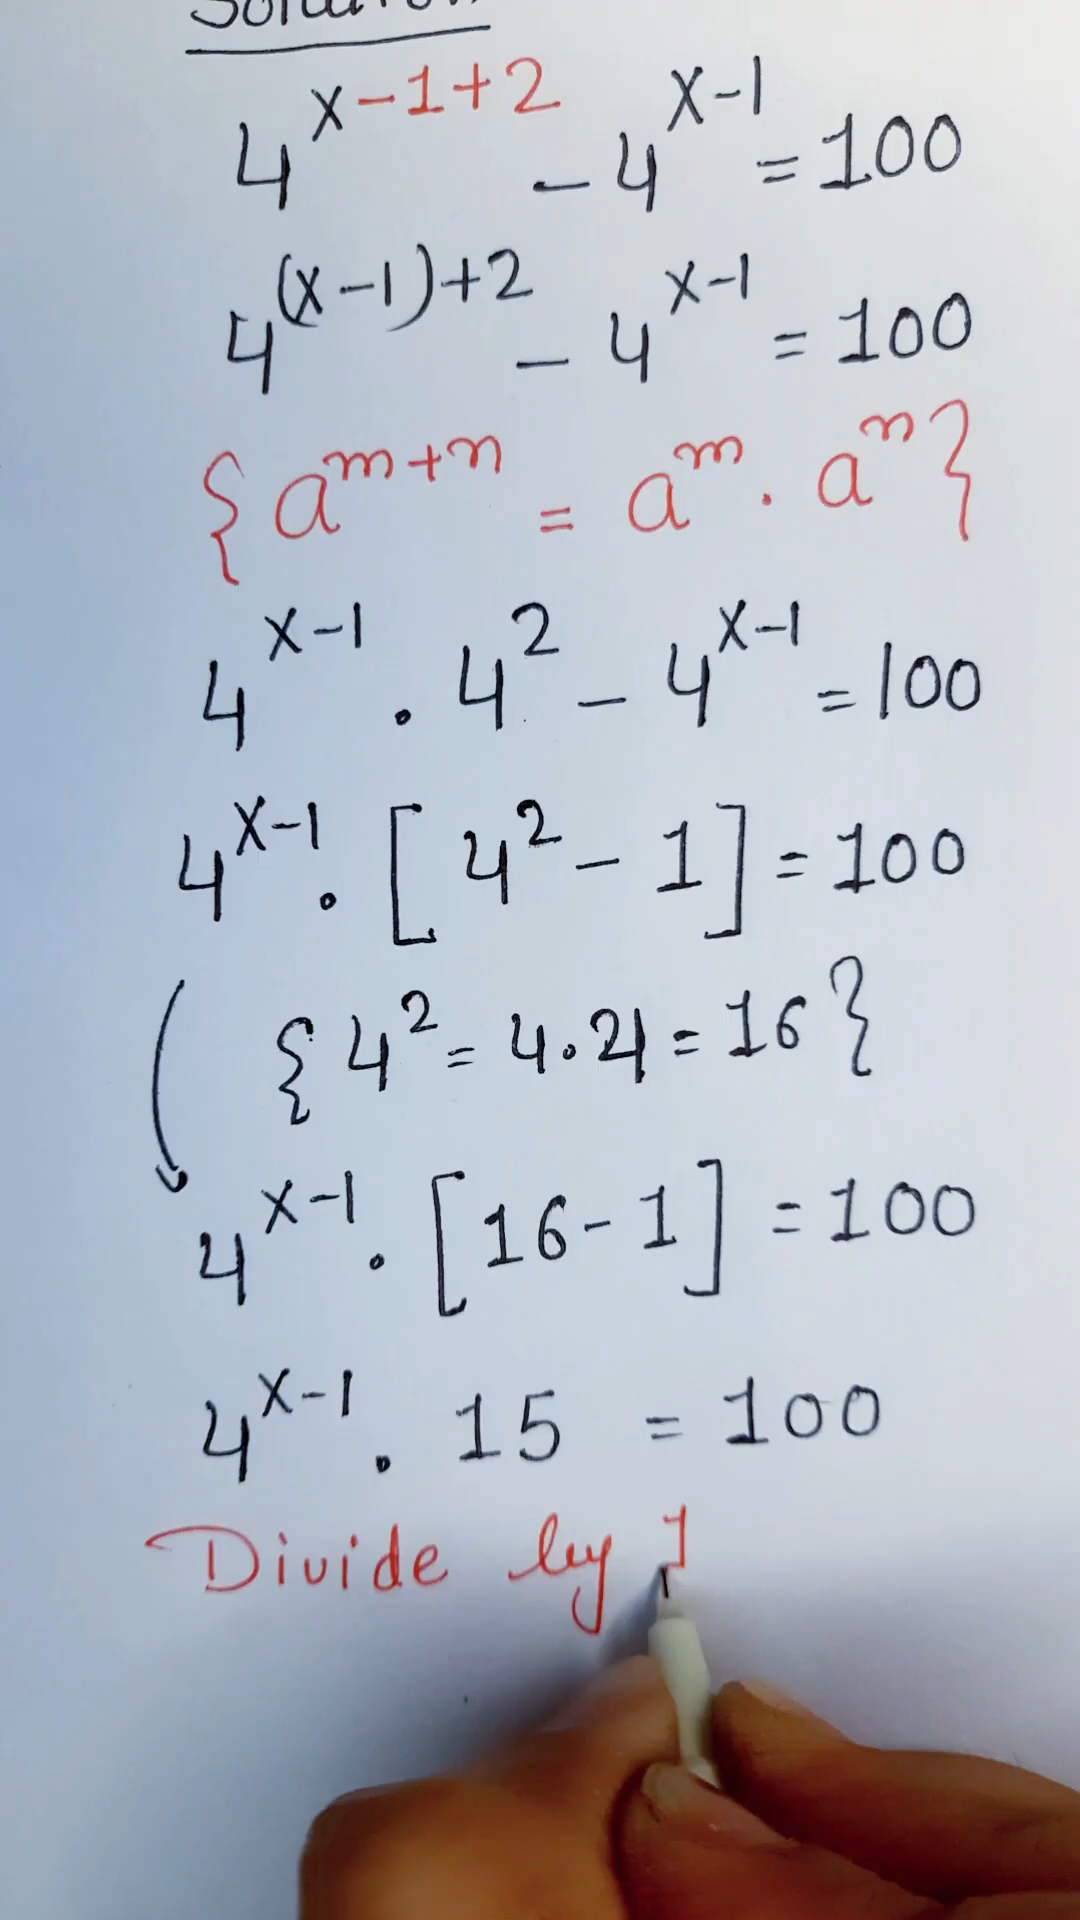 Solution
4^{x-1+2} - 4^{x-1} = 100
4^{(x-1)+2} - 4^{x-1} = 100
{a^{m+n} = a^m . a^n}
4^{x-1} . 4^2 - 4^{x-1} = 100
4^{x-1} . [4^2 - 1] = 100
{4^2 = 4.4 = 16}
4^{x-1} . [16-1] = 100
4^{x-1} . 15 = 100
Divide by 1